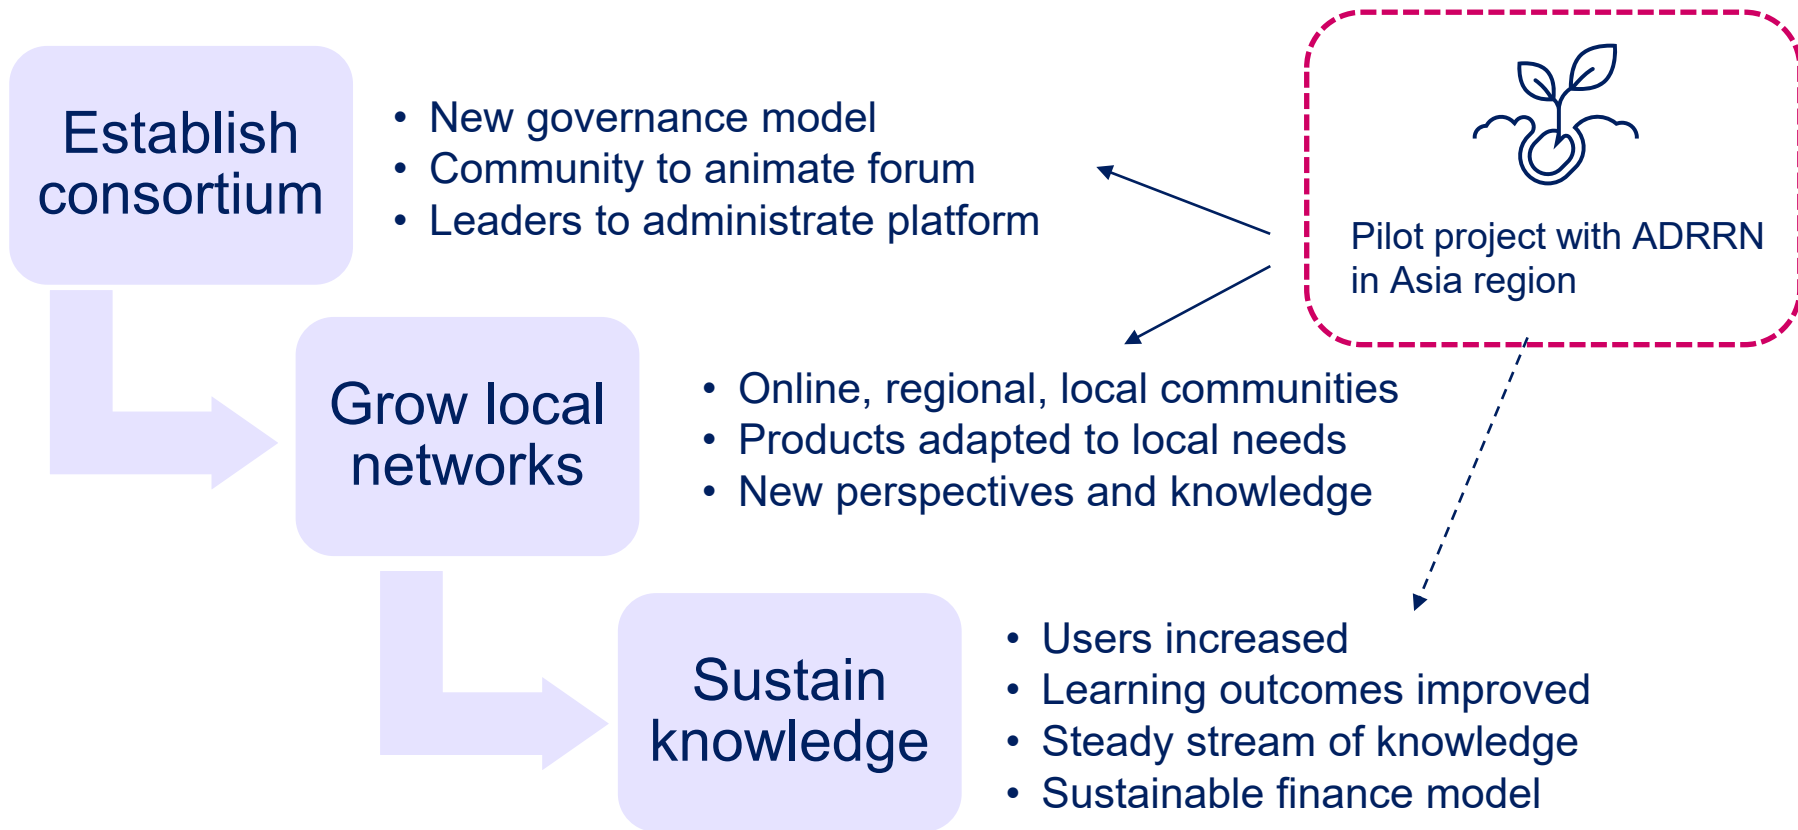 Establish
consortium
• New governance model
• Community to animate forum
• Leaders to administrate platform
Pilot project with ADRRN
in Asia region
Grow local
networks
• Online, regional, local communities
• Products adapted to local needs
• New perspectives and knowledge
Sustain
knowledge
• Users increased
• Learning outcomes improved
• Steady stream of knowledge
• Sustainable finance model